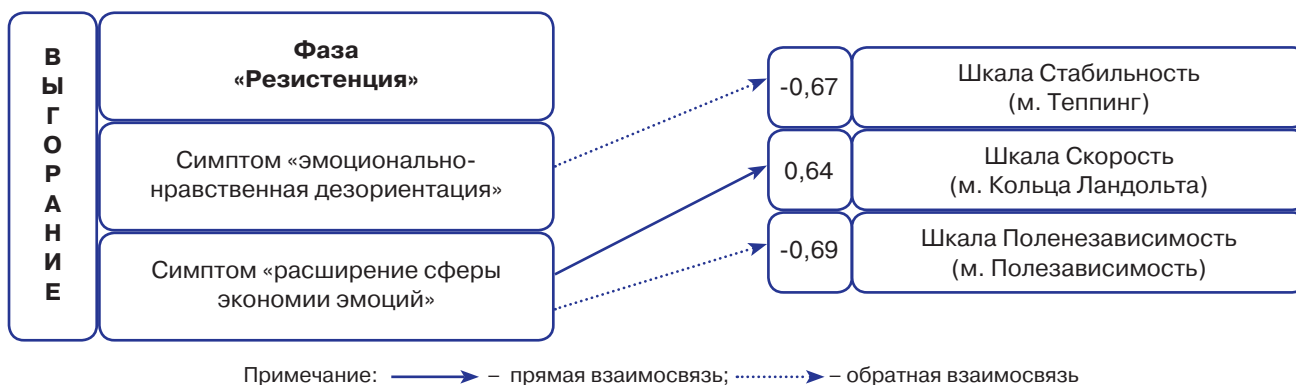 ВЫГОРАНИЕ
Фаза
«Резистенция»
Симптом «эмоционально-
нравственная дезориентация»
Симптом «расширение сферы
экономии эмоций»
-0,67
Шкала Стабильность
(м. Теппинг)
0,64
Шкала Скорость
(м. Кольца Ландольта)
-0,69
Шкала Поленезависимость
(м. Полезависимость)
Примечание: – прямая взаимосвязь; – обратная взаимосвязь